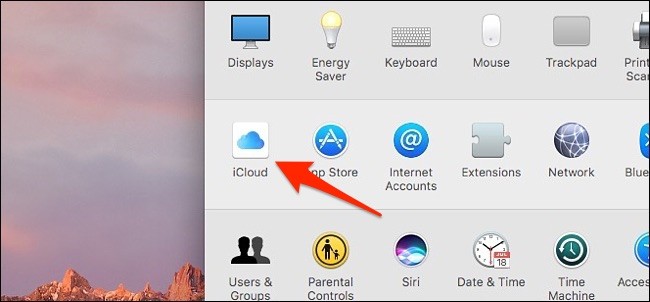 Displays
Energy
Saver
Keyboard
Mouse
Trackpad
Print
Scan
iCloud
pp Store
Internet
Accounts
Extensions
Network
Blue
Users &
Groups
Parental
Controls
Siri
JUL
18
Date & Time
Time
Machine
Access